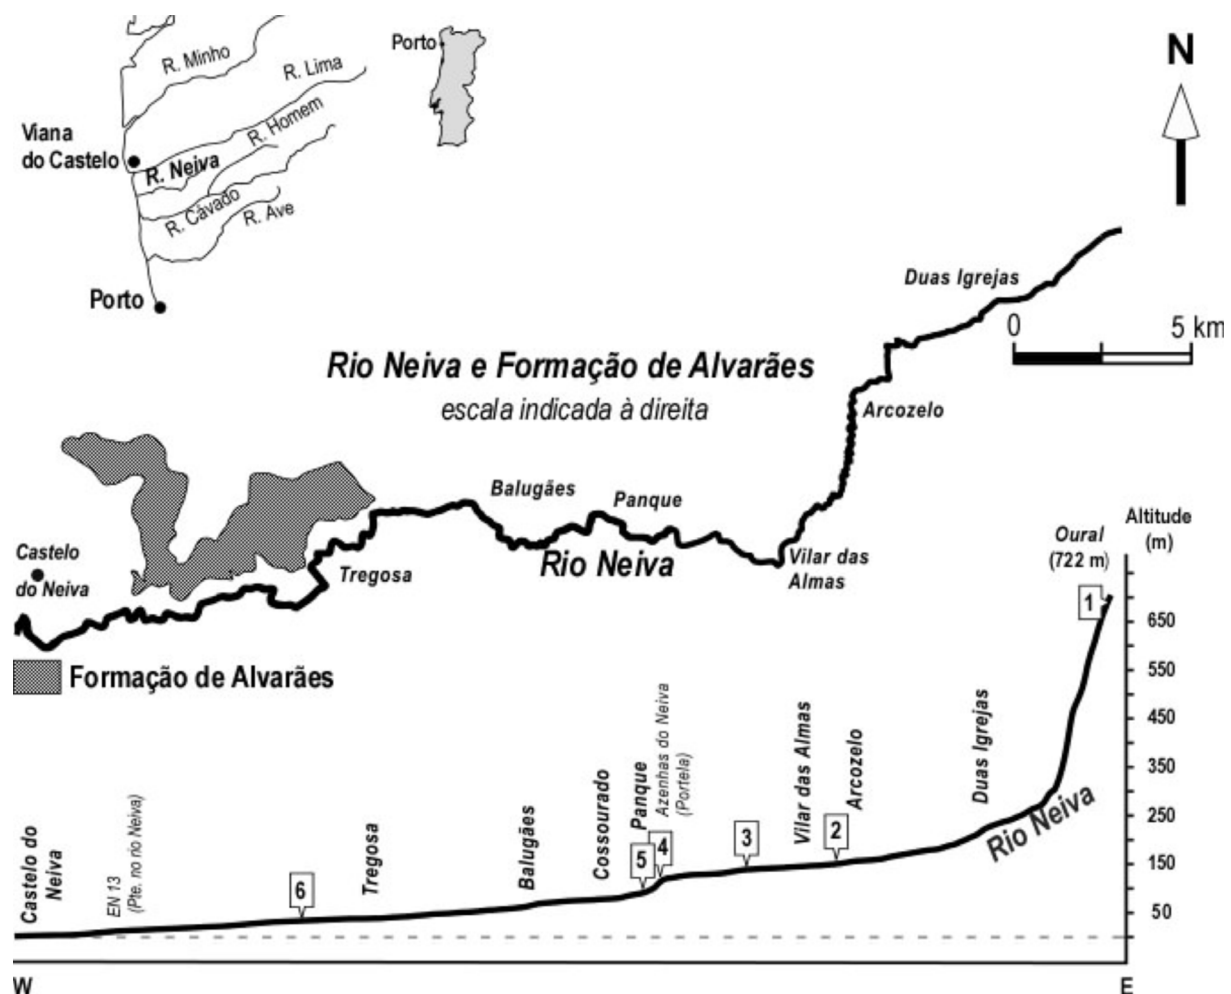 R. Minho
R. Lima
R. Homem
Viana
do Castelo
R. Neiva
R. Cávado
R. Ave
Porto
Porto
N
Duas Igrejas
0
5 km
Rio Neiva e Formação de Alvarães
escala indicada à direita
Arcozelo
Balugães
Panque
Castelo
do Neiva
Tregosa
Rio Neiva
Vilar das
Almas
Formação de Alvarães
Altitude
(m)
Oural
(722 m)
1
650
550
450
350
250
150
50
Castelo do
Neiva
EN 13
(Pte. no rio Neiva)
6
Tregosa
Balugães
Cossourado
Panque
5
Azenhas do Neiva
(Portela)
4
3
Vilar das Almas
2
Arcozelo
Duas Igrejas
Rio Neiva
W
E